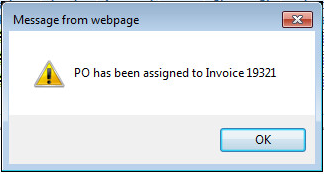 Message from webpage
PO has been assigned to Invoice 19321
OK